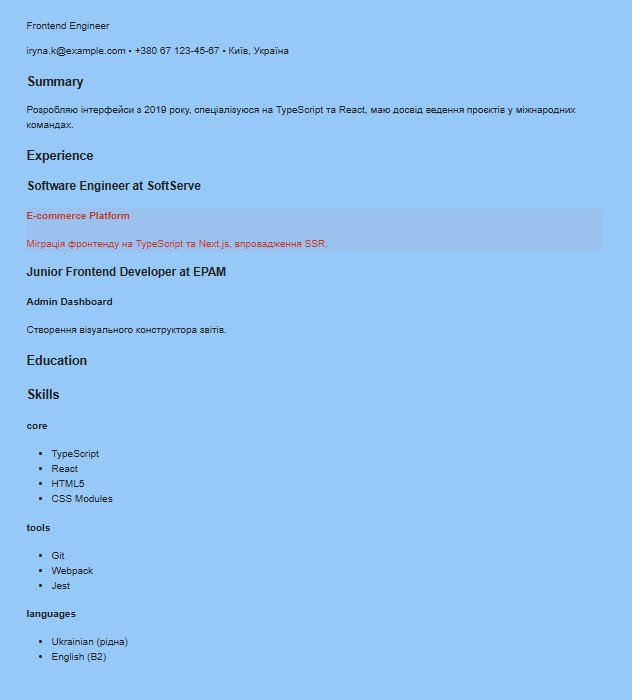 Frontend Engineer
iryna.k@example.com • +380 67 123-45-67 • Київ, Україна
Summary
Розробляю інтерфейси з 2019 року, спеціалізуюся на TypeScript та React, маю досвід ведення проєктів у міжнародних
командах.
Experience
Software Engineer at SoftServe
E-commerce Platform
Міграція фронтенду на TypeScript та Next.js, впровадження SSR.
Junior Frontend Developer at EPAM
Admin Dashboard
Створення візуального конструктора звітів.
Education
Skills
core
• TypeScript
• React
• HTML5
• CSS Modules
tools
• Git
• Webpack
• Jest
languages
• Ukrainian (рідна)
• English (B2)